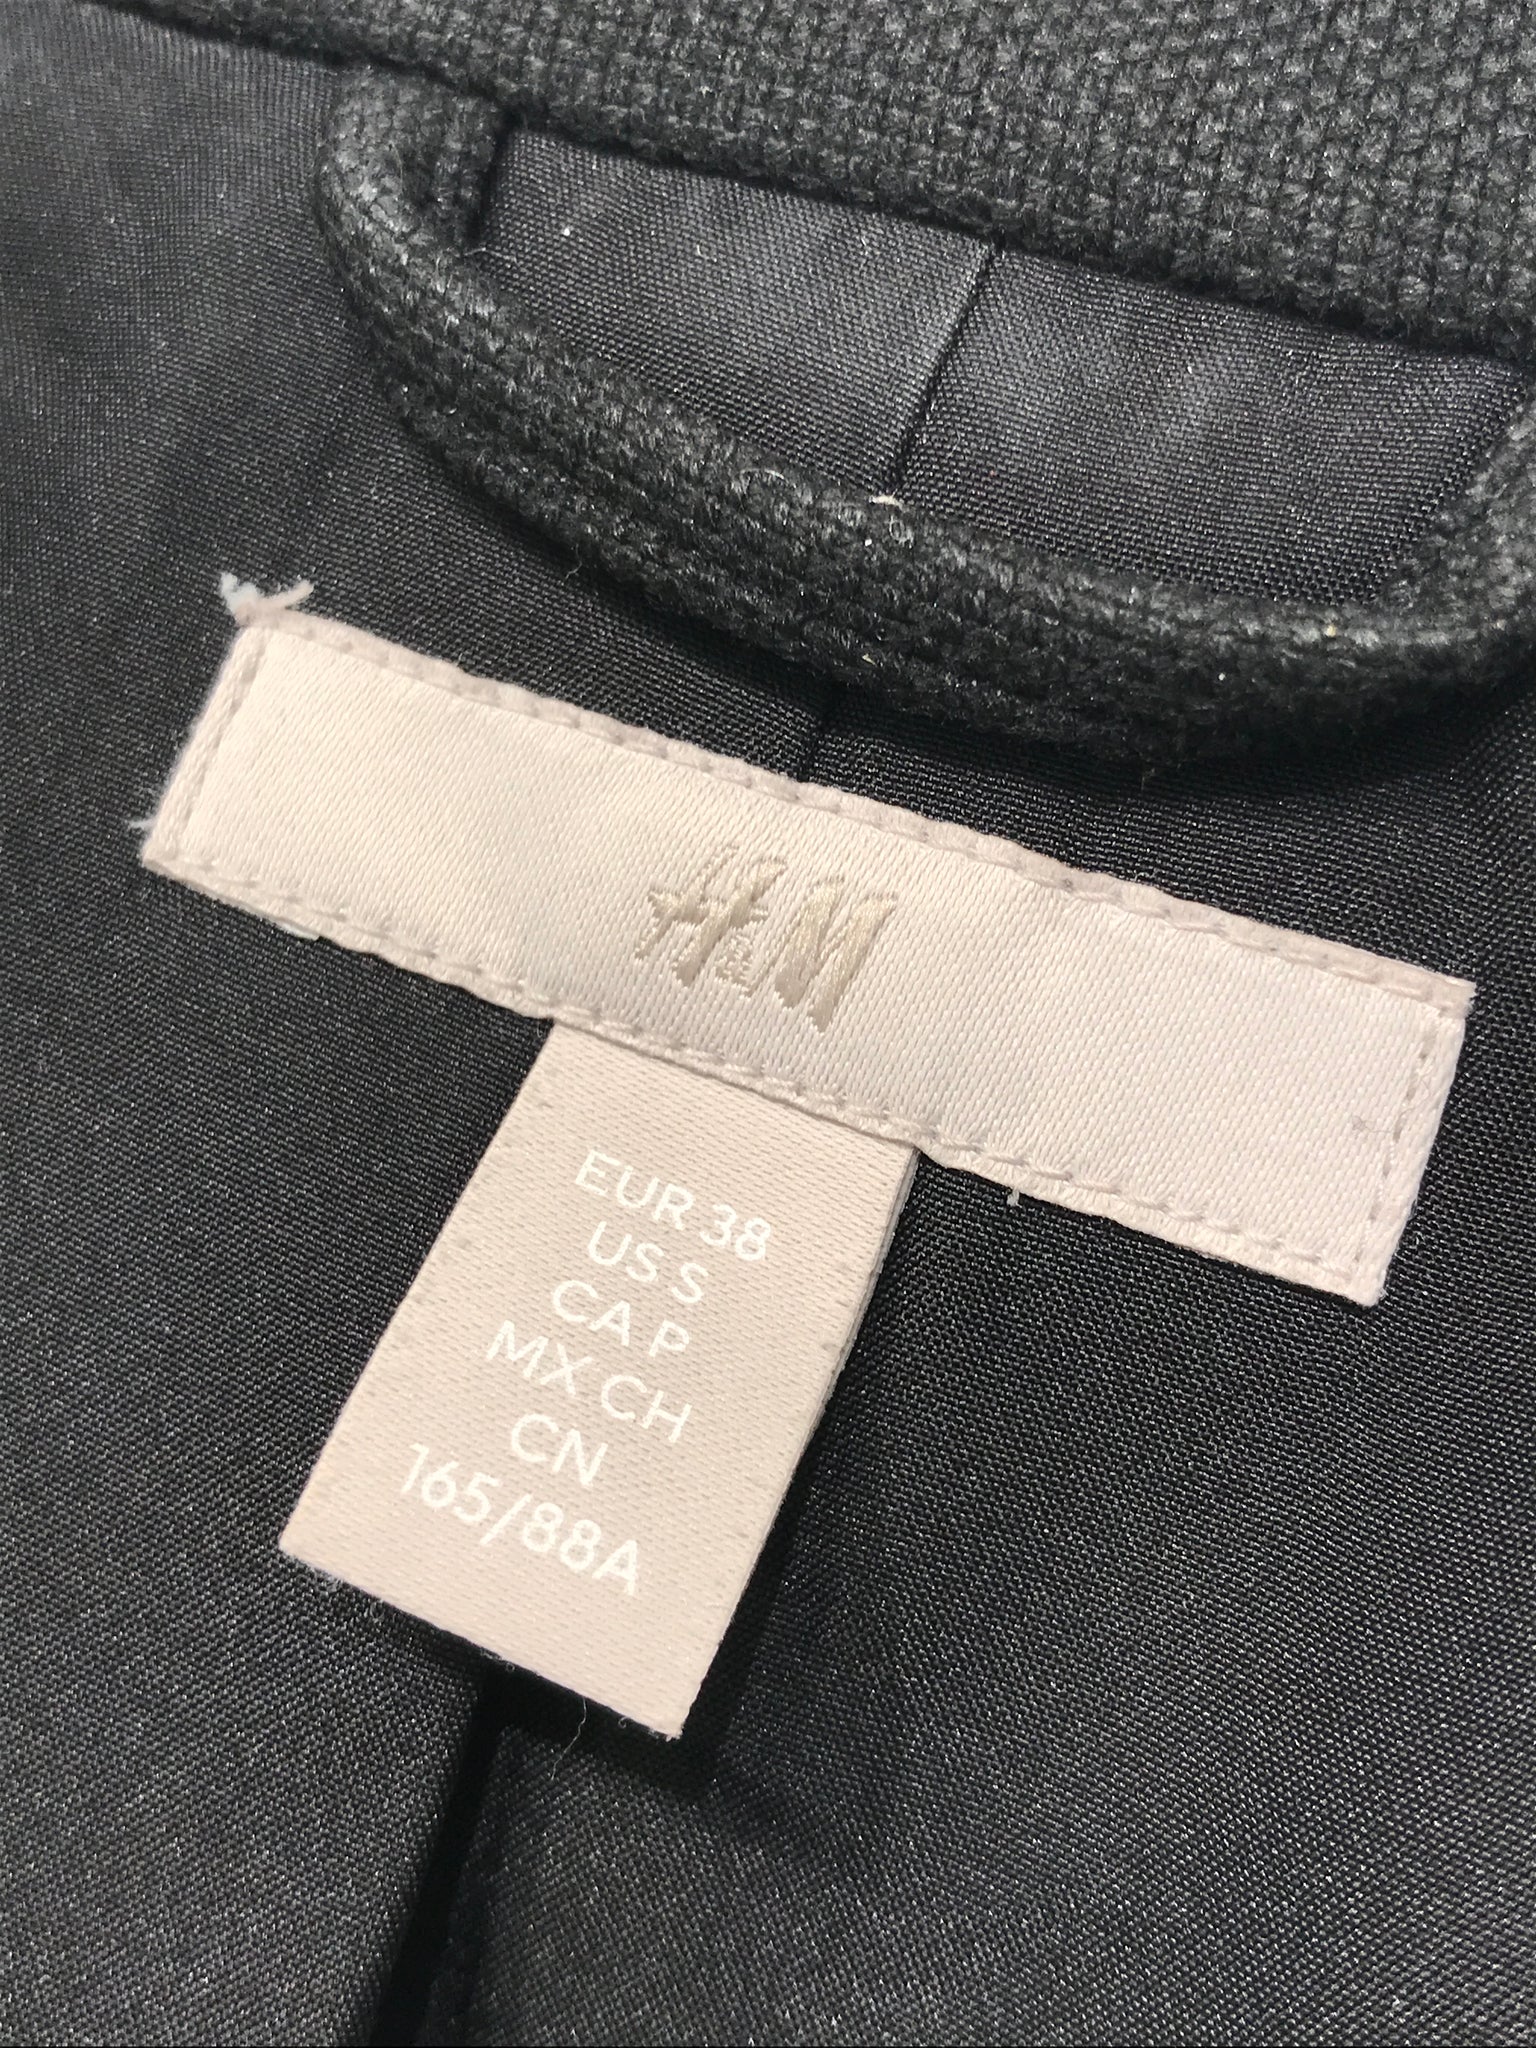 H&M
EUR 38
US S
CA P
MX CH
CN
165/88A